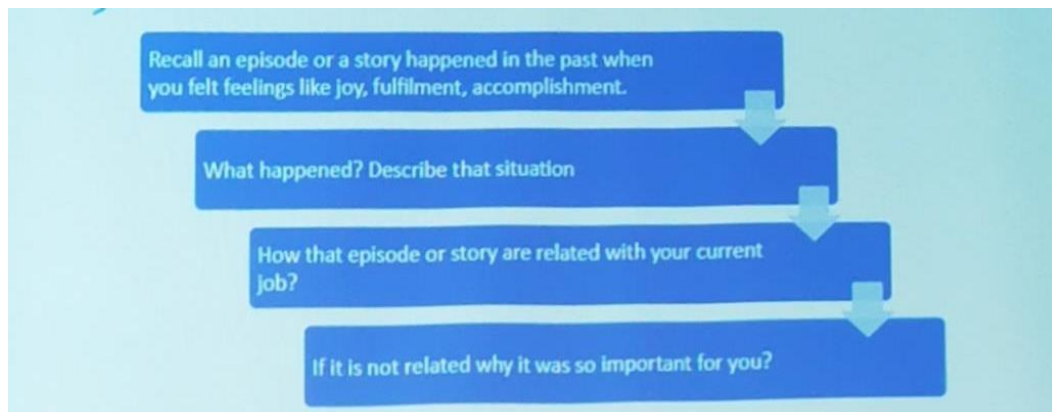 Recall an episode or a story happened in the past when
you felt feelings like joy, fulfilment, accomplishment.
What happened? Describe that situation
How that episode or story are related with your current
job?
If it is not related why it was so important for you?